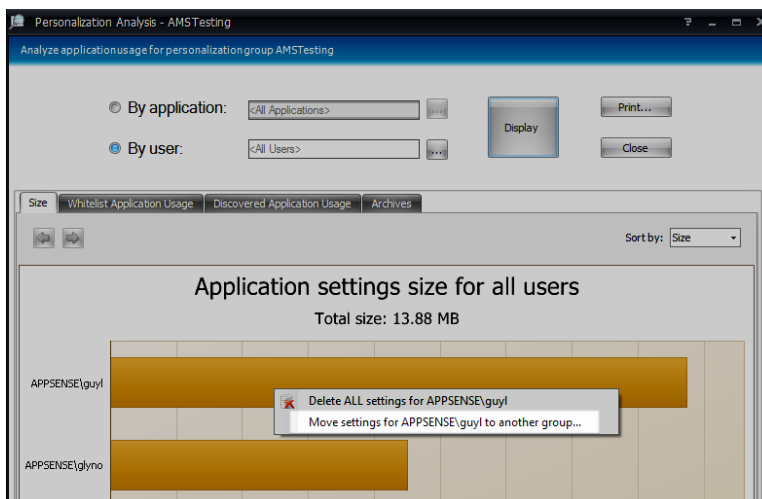 Personalization Analysis - AMSTesting
Analyze application usage for personalization group AMSTesting
By application: <All Applications> ... Print...
Display
By user: <All Users> ... Close
Size Whitelist Application Usage Discovered Application Usage Archives
Sort by: Size
Application settings size for all users
Total size: 13.88 MB
APPSENSE\guyl
Delete ALL settings for APPSENSE\guyl
Move settings for APPSENSE\guyl to another group...
APPSENSE\glyno